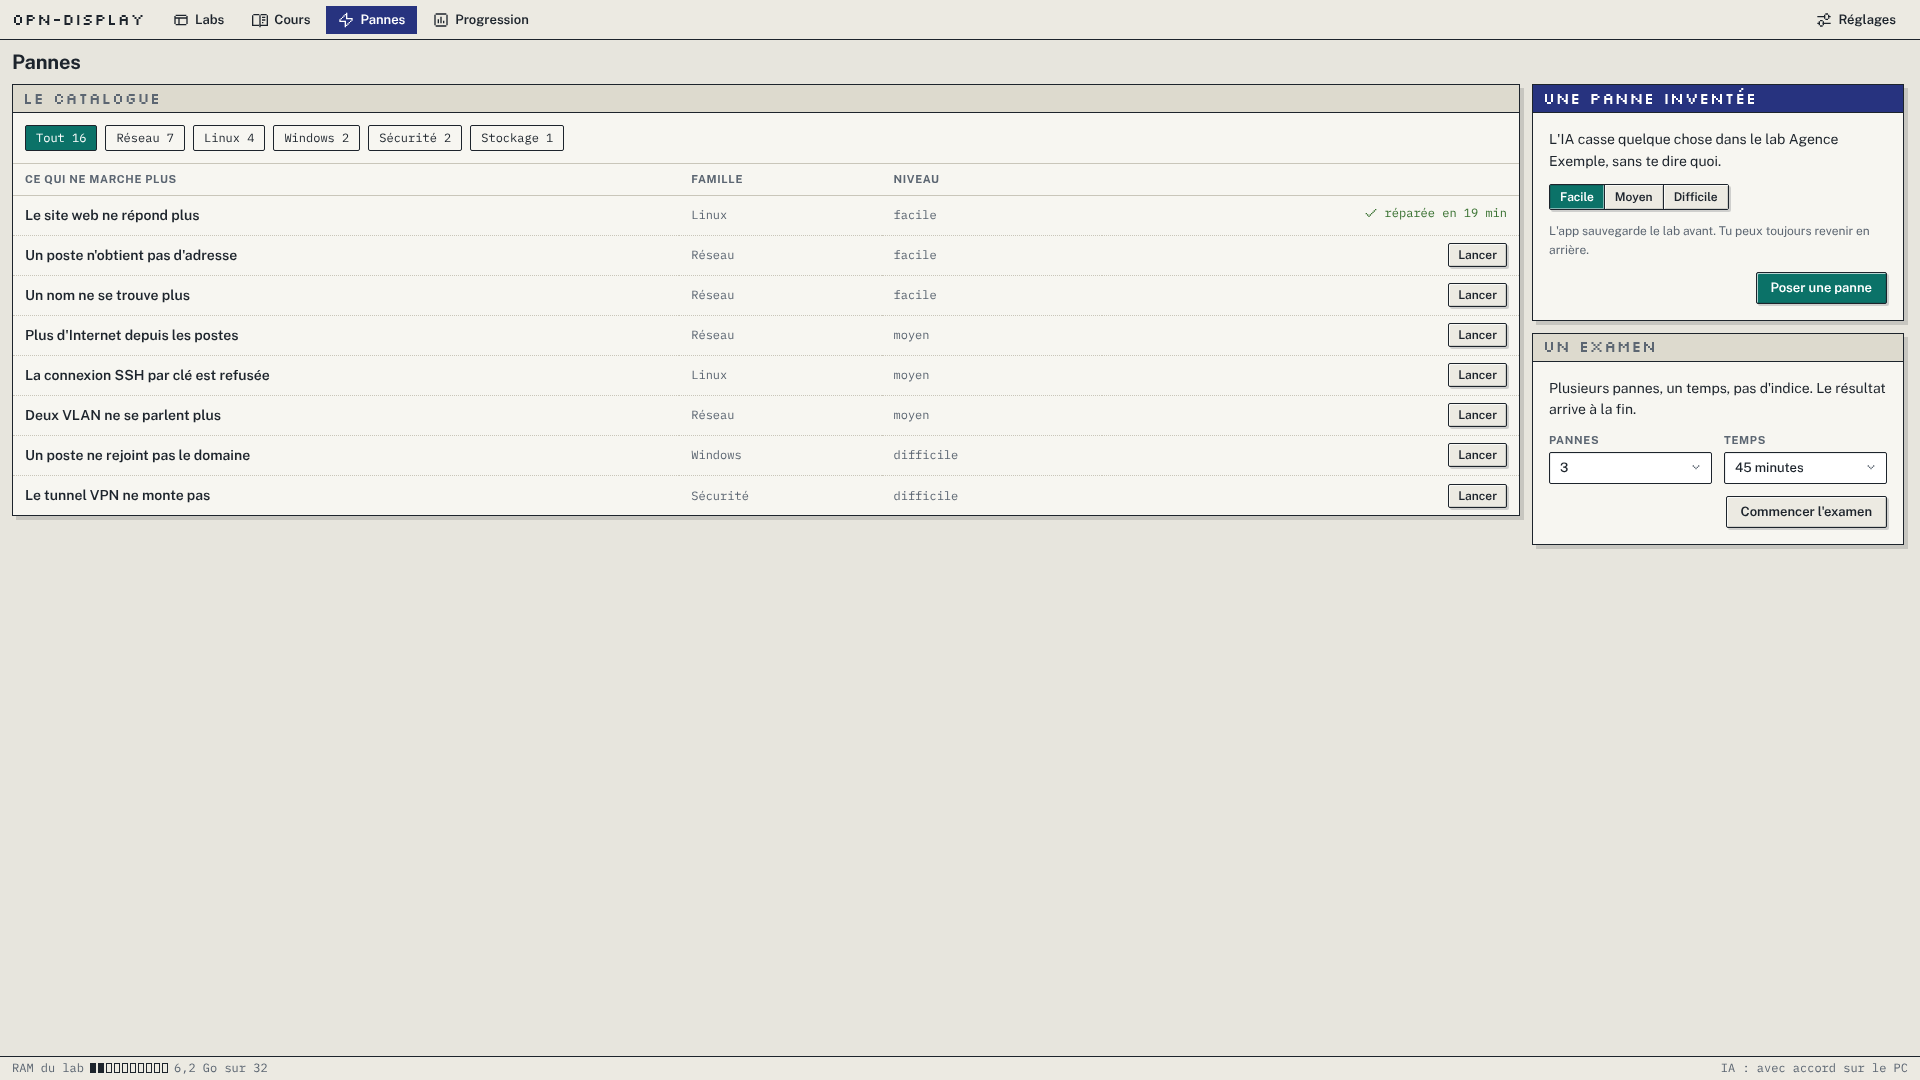 OPN-DISPLAY Labs Cours Pannes Progression Réglages
Pannes
LE CATALOGUE
Tout 16 Réseau 7 Linux 4 Windows 2 Sécurité 2 Stockage 1
CE QUI NE MARCHE PLUS FAMILLE NIVEAU
Le site web ne répond plus Linux facile réparée en 19 min
Un poste n'obtient pas d'adresse Réseau facile Lancer
Un nom ne se trouve plus Réseau facile Lancer
Plus d'Internet depuis les postes Réseau moyen Lancer
La connexion SSH par clé est refusée Linux moyen Lancer
Deux VLAN ne se parlent plus Réseau moyen Lancer
Un poste ne rejoint pas le domaine Windows difficile Lancer
Le tunnel VPN ne monte pas Sécurité difficile Lancer
UNE PANNE INVENTÉE
L'IA casse quelque chose dans le lab Agence
Exemple, sans te dire quoi.
Facile Moyen Difficile
L'app sauvegarde le lab avant. Tu peux toujours revenir en
arrière.
Poser une panne
UN EXAMEN
Plusieurs pannes, un temps, pas d'indice. Le résultat
arrive à la fin.
PANNES TEMPS
3 45 minutes
Commencer l'examen
RAM du lab 6,2 Go sur 32 IA : avec accord sur le PC